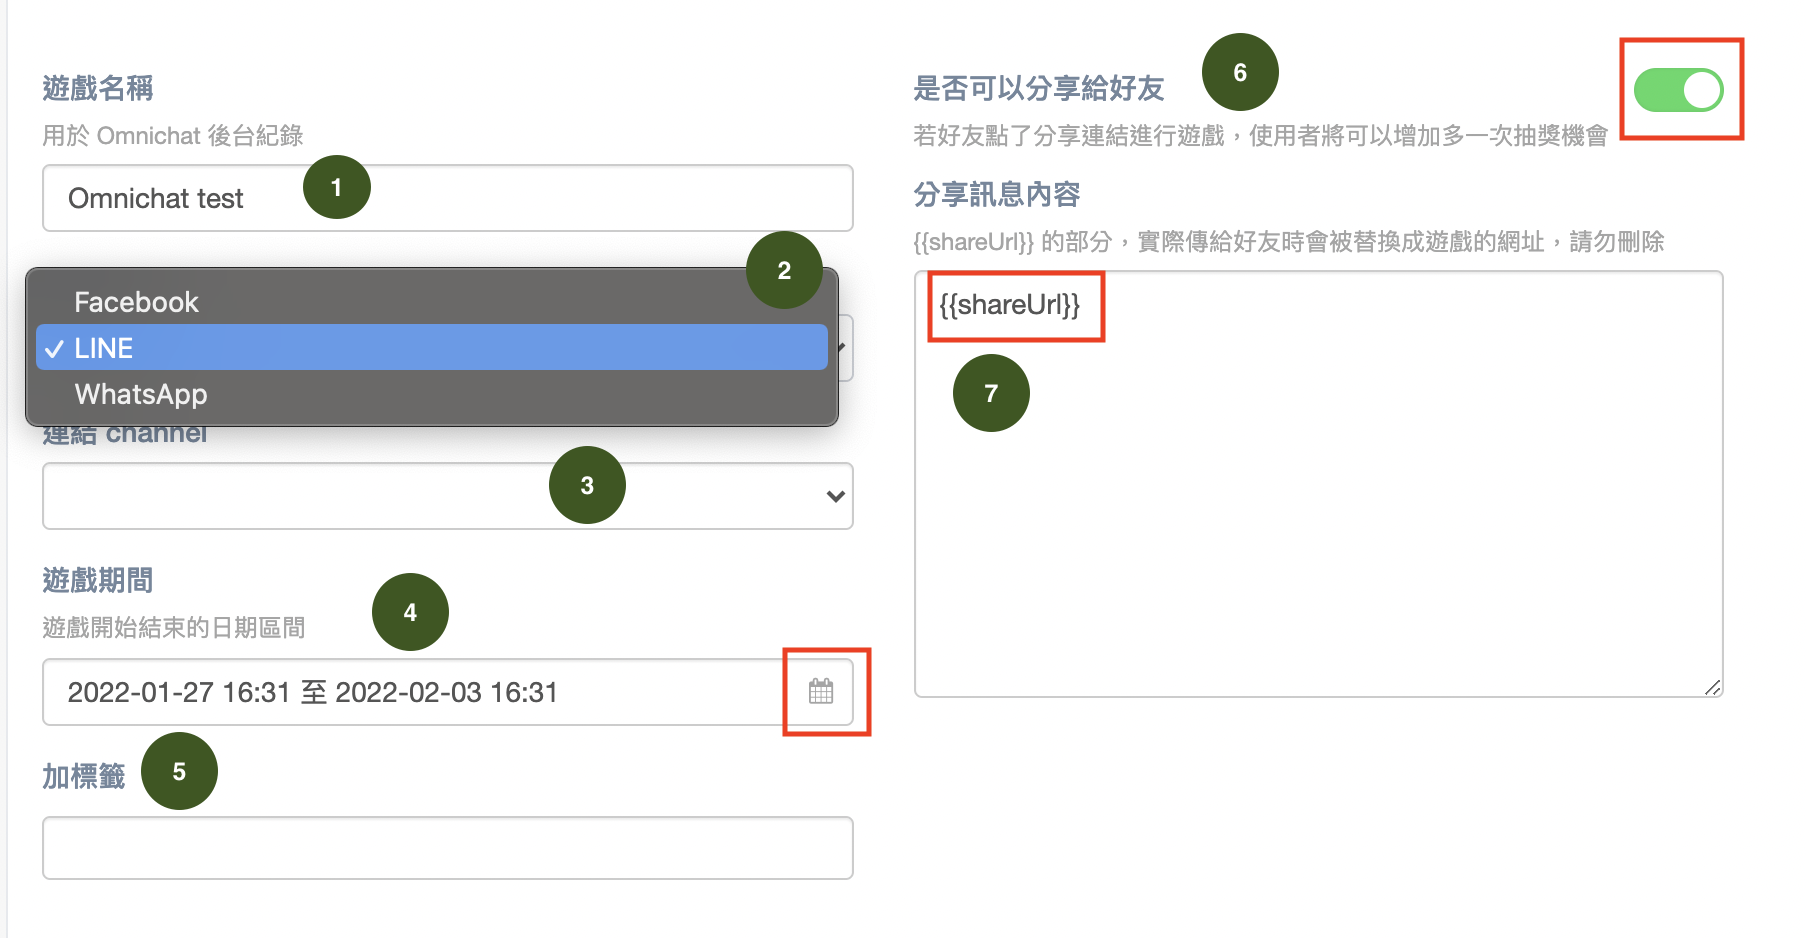 遊戲名稱
用於 Omnichat 後台紀錄
Omnichat test
1
2
Facebook
✓ LINE
WhatsApp
連結 channel
3
遊戲期間
4
遊戲開始結束的日期區間
2022-01-27 16:31 至 2022-02-03 16:31
加標籤
5
是否可以分享給好友
6
若好友點了分享連結進行遊戲，使用者將可以增加多一次抽獎機會
分享訊息內容
{{shareUrl}} 的部分，實際傳給好友時會被替換成遊戲的網址，請勿刪除
{{shareUrl}}
7